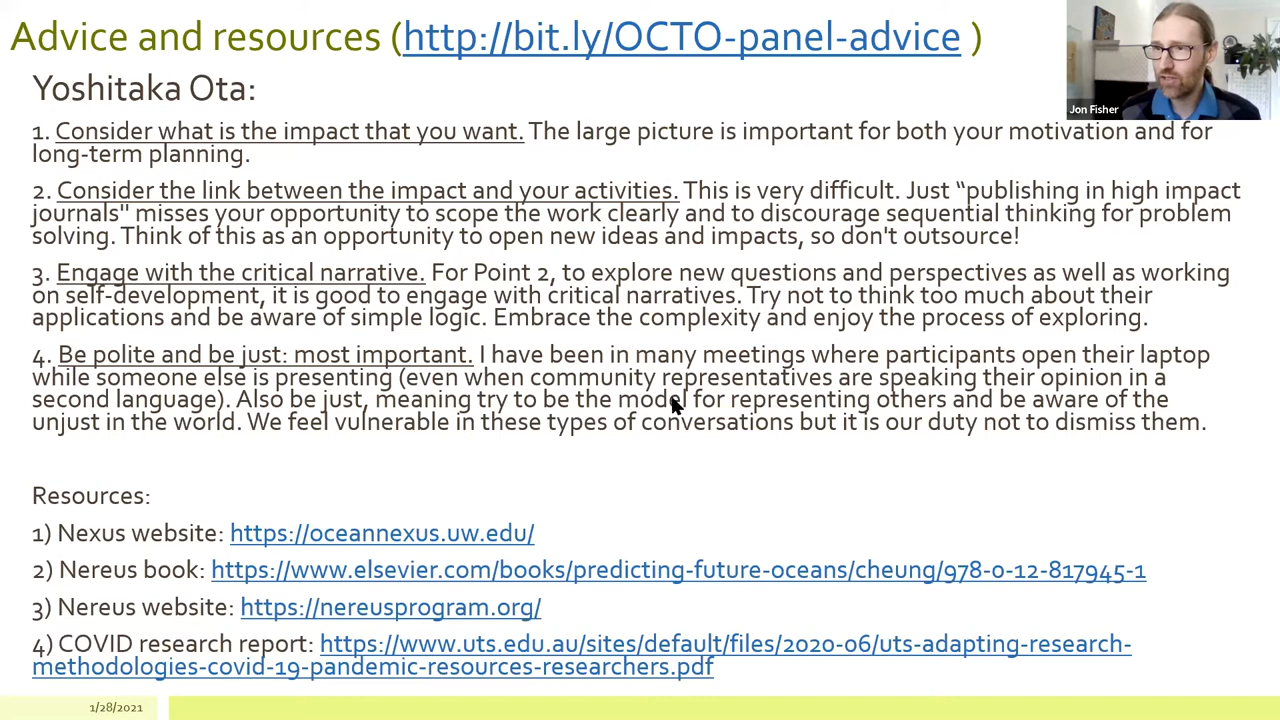 Advice and resources (http://bit.ly/OCTO-panel-advice )
Jon Fisher
Yoshitaka Ota:
1. Consider what is the impact that you want. The large picture is important for both your motivation and for
long-term planning.
2. Consider the link between the impact and your activities. This is very difficult. Just “publishing in high impact
journals" misses your opportunity to scope the work clearly and to discourage sequential thinking for problem
solving. Think of this as an opportunity to open new ideas and impacts, so don't outsource!
3. Engage with the critical narrative. For Point 2, to explore new questions and perspectives as well as working
on self-development, it is good to engage with critical narratives. Try not to think too much about their
applications and be aware of simple logic. Embrace the complexity and enjoy the process of exploring.
4. Be polite and be just: most important. I have been in many meetings where participants open their laptop
while someone else is presenting (even when community representatives are speaking their opinion in a
second language). Also be just, meaning try to be the model for representing others and be aware of the
unjust in the world. We feel vulnerable in these types of conversations but it is our duty not to dismiss them.
Resources:
1) Nexus website: https://oceannexus.uw.edu/
2) Nereus book: https://www.elsevier.com/books/predicting-future-oceans/cheung/978-0-12-817945-1
3) Nereus website: https://nereusprogram.org/
4) COVID research report: https://www.uts.edu.au/sites/default/files/2020-06/uts-adapting-research-
methodologies-covid-19-pandemic-resources-researchers.pdf
1/28/2021